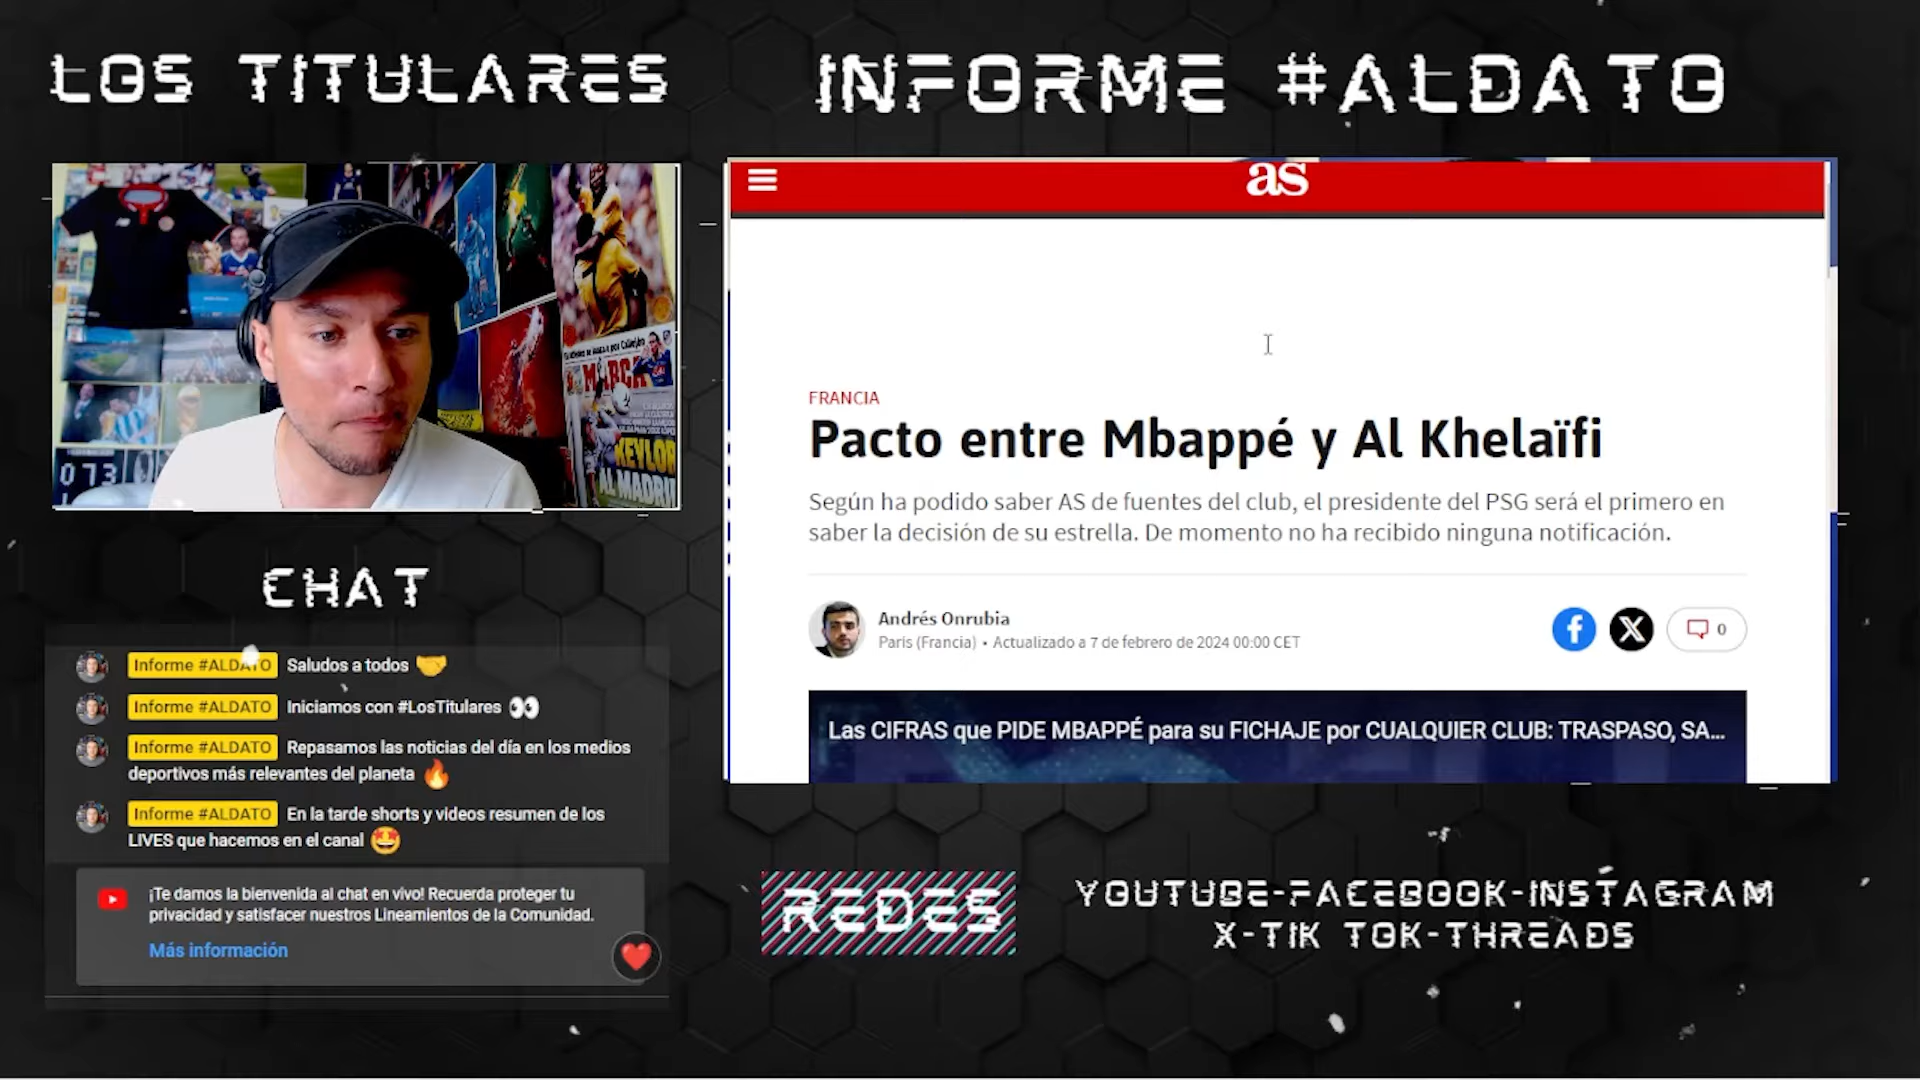 LOS TITULARES
INFORME #ALDATO
as
FRANCIA
Pacto entre Mbappé y Al Khelaïfi
Según ha podido saber AS de fuentes del club, el presidente del PSG será el primero en
saber la decisión de su estrella. De momento no ha recibido ninguna notificación.
Andrés Onrubia
París (Francia) • Actualizado a 7 de febrero de 2024 00:00 CET
0
Las CIFRAS que PIDE MBAPPÉ para su FICHAJE por CUALQUIER CLUB: TRASPASO, SA...
MARCA
KEYLOR
AL MADRID
073
CHAT
Informe #ALDATO Saludos a todos 🤝
Informe #ALDATO Iniciamos con #LosTitulares 👀
Informe #ALDATO Repasamos las noticias del día en los medios
deportivos más relevantes del planeta 🔥
Informe #ALDATO En la tarde shorts y videos resumen de los
LIVES que hacemos en el canal 🤩
¡Te damos la bienvenida al chat en vivo! Recuerda proteger tu
privacidad y satisfacer nuestros Lineamientos de la Comunidad.
Más información
REDES
YOUTUBE-FACEBOOK-INSTAGRAM
X-TIK TOK-THREADS